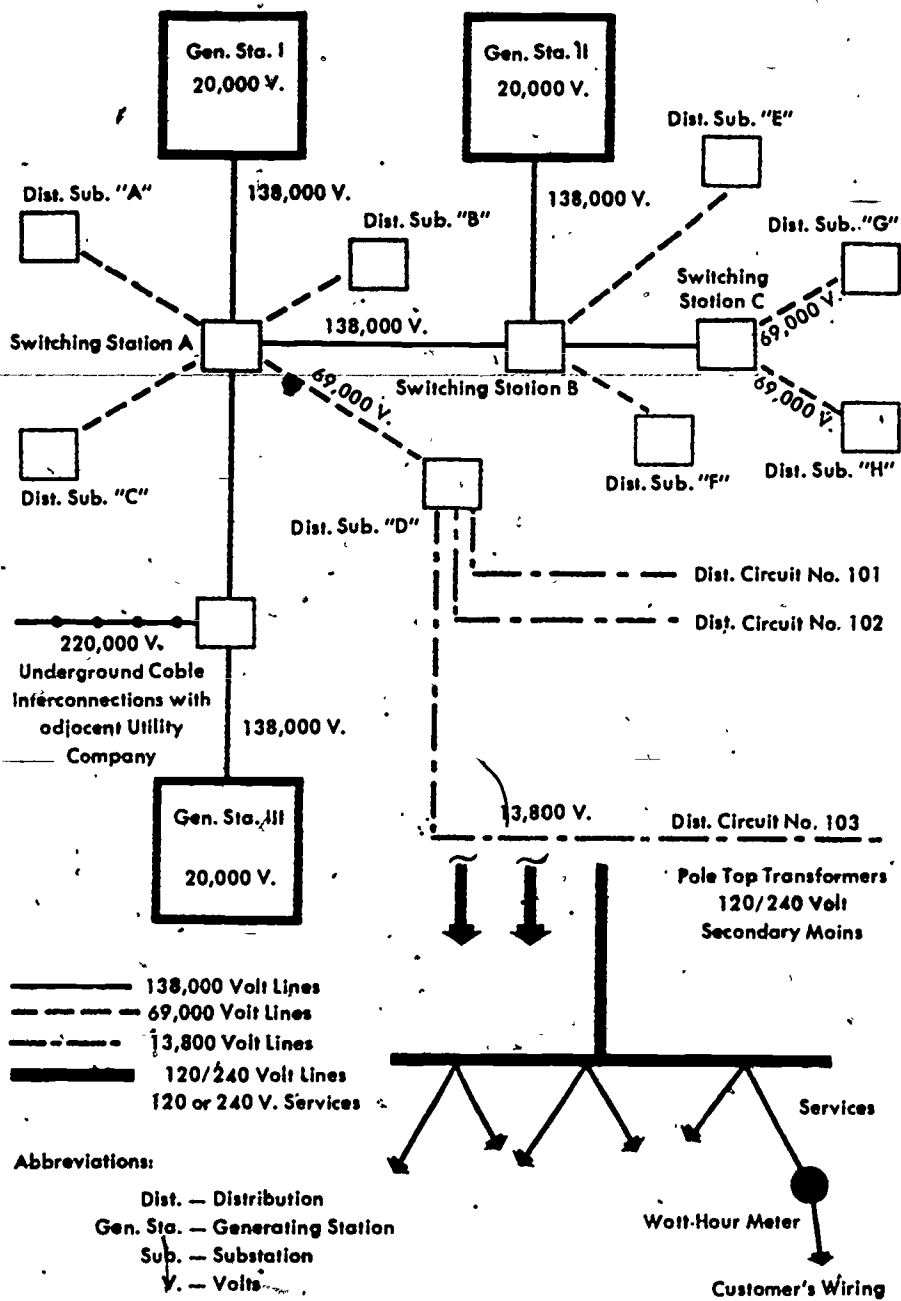 Gen. Sta. I
20,000 V.
Gen. Sta. II
20,000 V.
Dist. Sub. "E"
138,000 V.
138,000 V.
Dist. Sub. "A"
Dist. Sub. "B"
Dist. Sub. "G"
Switching
Station C
69,000 V.
Switching Station A
138,000 V.
Switching Station B
69,000 V.
69,000 V.
Dist. Sub. "C"
Dist. Sub. "F"
Dist. Sub. "H"
Dist. Sub. "D"
Dist. Circuit No. 101
Dist. Circuit No. 102
220,000 V.
Underground Cable
Interconnections with
adjacent Utility
Company
138,000 V.
Gen. Sta. III
20,000 V.
13,800 V.
Dist. Circuit No. 103
Pole Top Transformers
120/240 Volt
Secondary Mains
138,000 Volt Lines
69,000 Volt Lines
13,800 Volt Lines
120/240 Volt Lines
120 or 240 V. Services
Services
Abbreviations:
Dist. — Distribution
Gen. Sta. — Generating Station
Sub. — Substation
V. — Volts
Watt-Hour Meter
Customer's Wiring